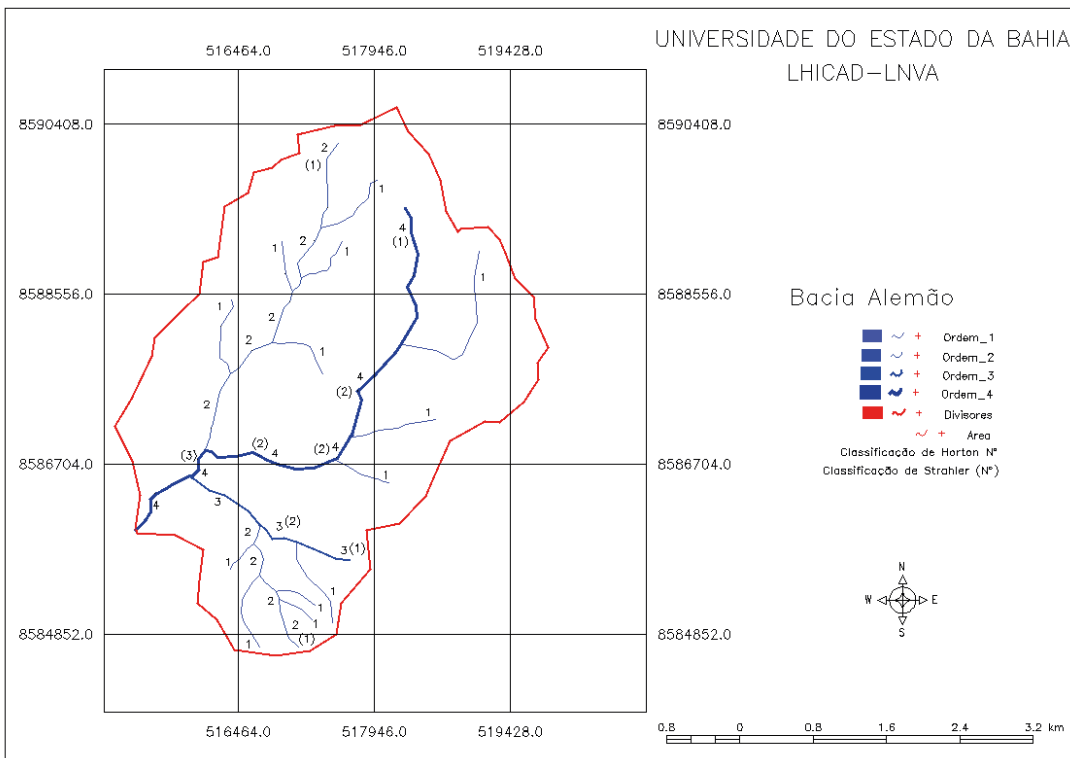 UNIVERSIDADE DO ESTADO DA BAHIA
LHICAD-LNVA
516464.0 517946.0 519428.0
8590408.0 8590408.0
2
(1)
1
4
(1)
2
1
1
1
8588556.0 8588556.0
1
2
2
1
4
(2)
2
1
(3)
(2)
4
(2)
4
8586704.0 8586704.0
4
4
3
1
2
3(2)
3(1)
1
2
1
2
1
1
2
(1)
1
8584852.0 8584852.0
516464.0 517946.0 519428.0
Bacia Alemão
Ordem_1
Ordem_2
Ordem_3
Ordem_4
Divisores
Area
Classificação de Horton Nº
Classificação de Strahler (Nº)
N
W E
S
0.8 0 0.8 1.6 2.4 3.2 km